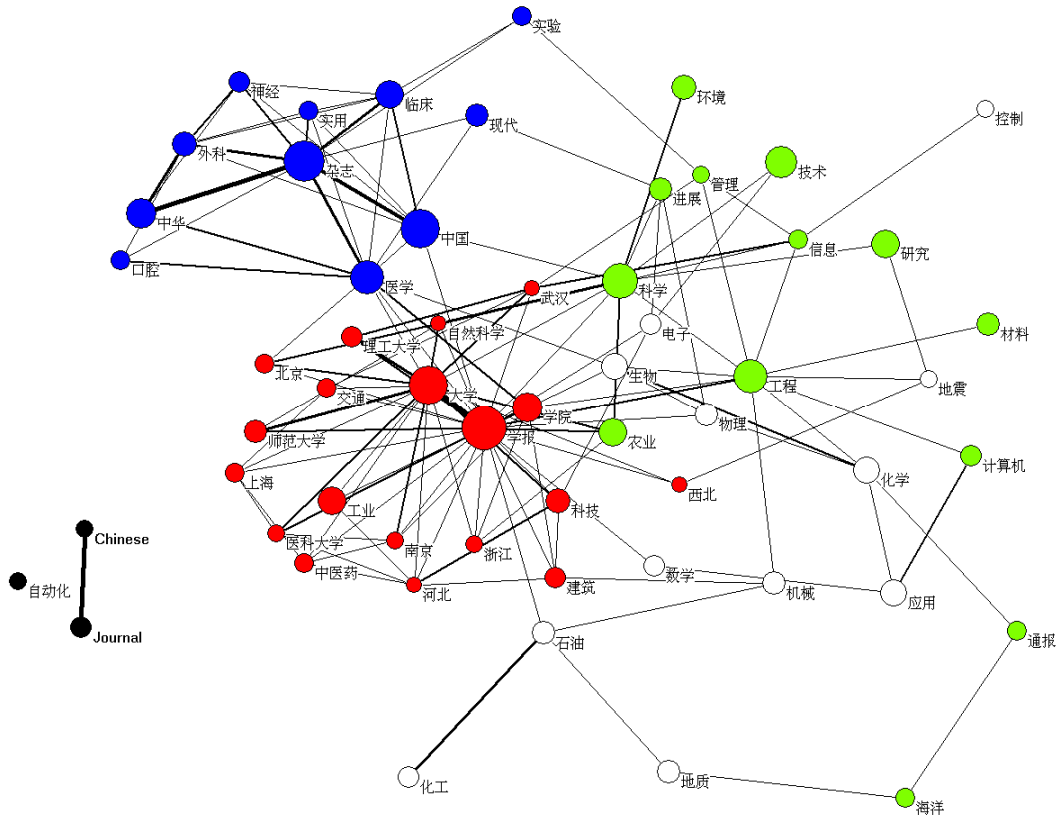 实验
神经
临床
环境
实用
现代
控制
外科
杂志
技术
管理
进展
中华
中国
信息
研究
口腔
医学
科学
武汉
自然科学
电子
材料
理工大学
北京
生物
工程
地震
交通
大学
学院
物理
学报
师范大学
农业
计算机
上海
化学
西北
工业
科技
Chinese
医科大学
南京
浙江
中医药
数学
自动化
河北
建筑
机械
应用
Journal
石油
通报
化工
地质
海洋